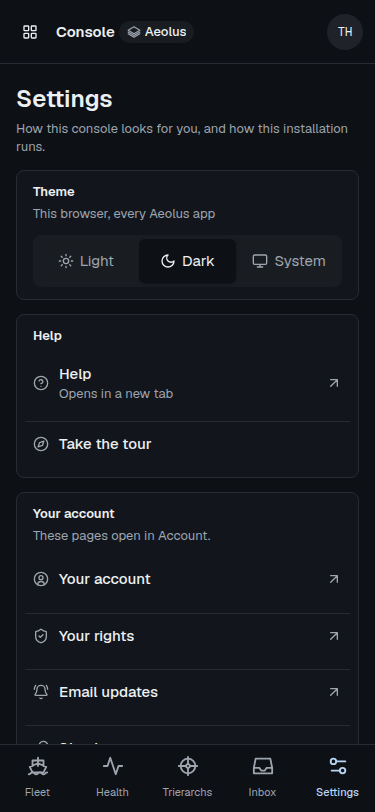 Console
Aeolus
TH
Settings
How this console looks for you, and how this installation
runs.
Theme
This browser, every Aeolus app
Light
Dark
System
Help
Help
Opens in a new tab
Take the tour
Your account
These pages open in Account.
Your account
Your rights
Email updates
Fleet
Health
Trierarchs
Inbox
Settings